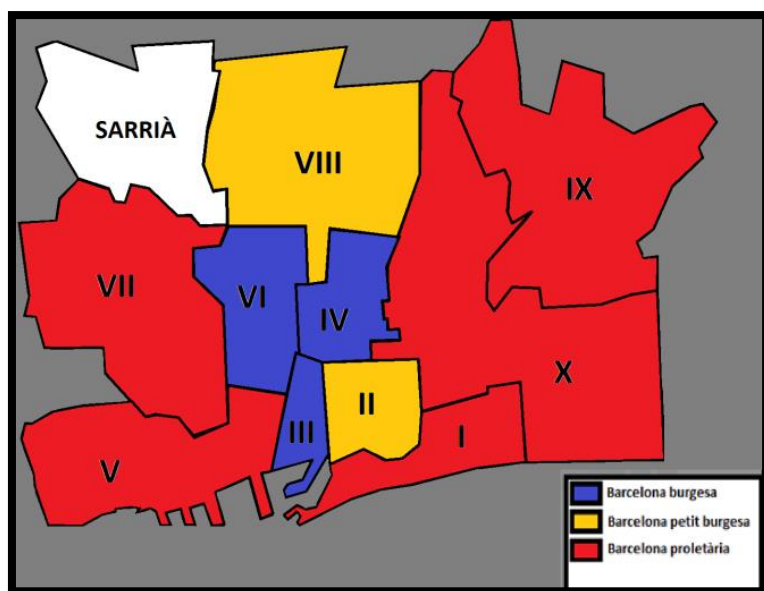 SARRIÀ
VIII
IX
VII
VI
IV
X
II
III
I
V
Barcelona burgesa
Barcelona petit burgesa
Barcelona proletària